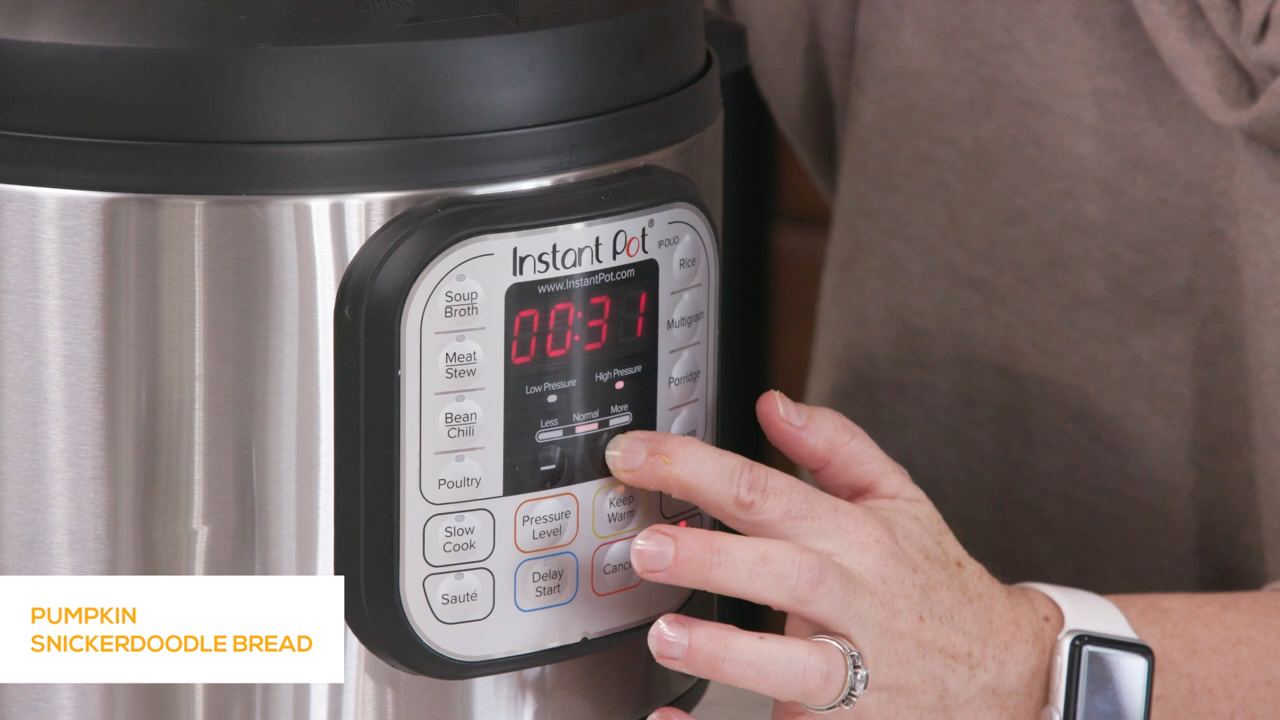 Instant Pot®
IP-DUO
www.InstantPot.com
00:31
Low Pressure
High Pressure
Less
Normal
More
Soup
Broth
Meat
Stew
Bean
Chili
Poultry
Slow
Cook
Sauté
Rice
Multigrain
Porridge
Pressure
Level
Keep
Warm
Delay
Start
PUMPKIN
SNICKERDOODLE BREAD